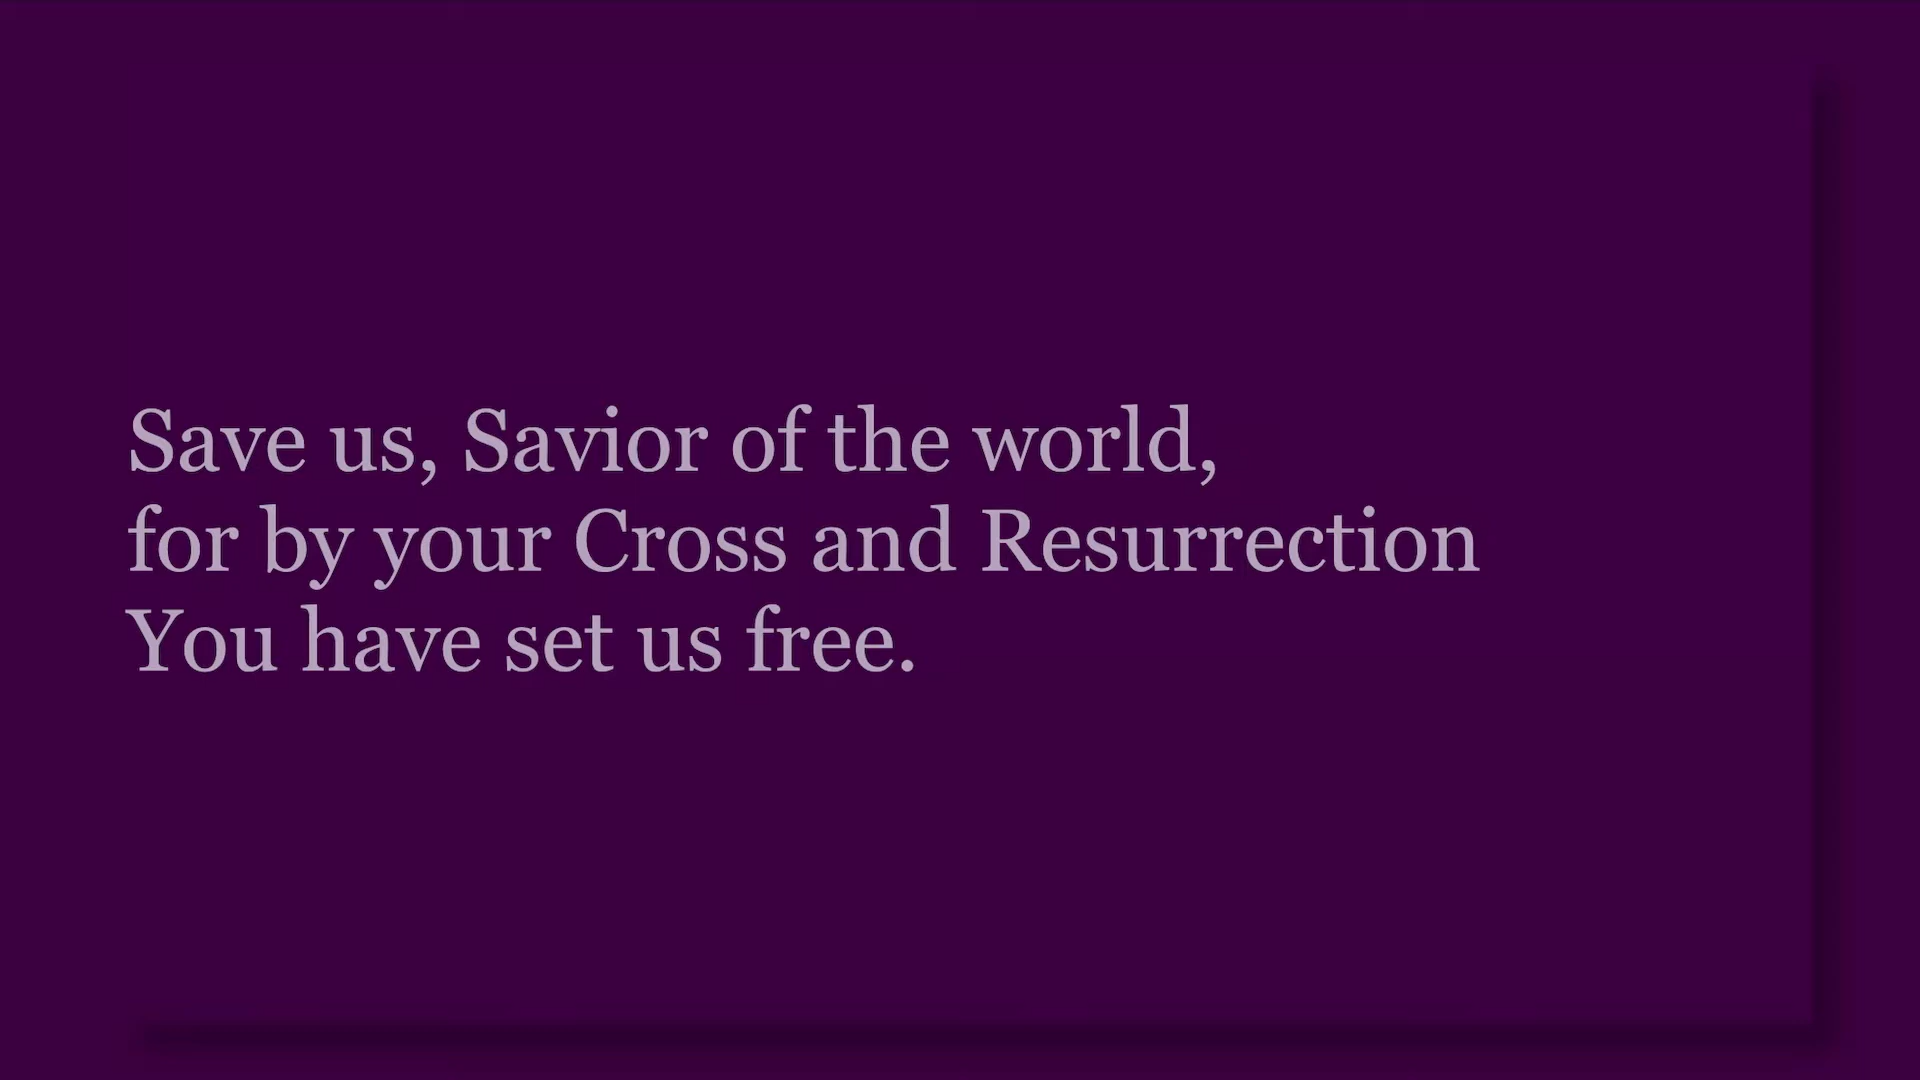 Save us, Savior of the world,
for by your Cross and Resurrection
You have set us free.